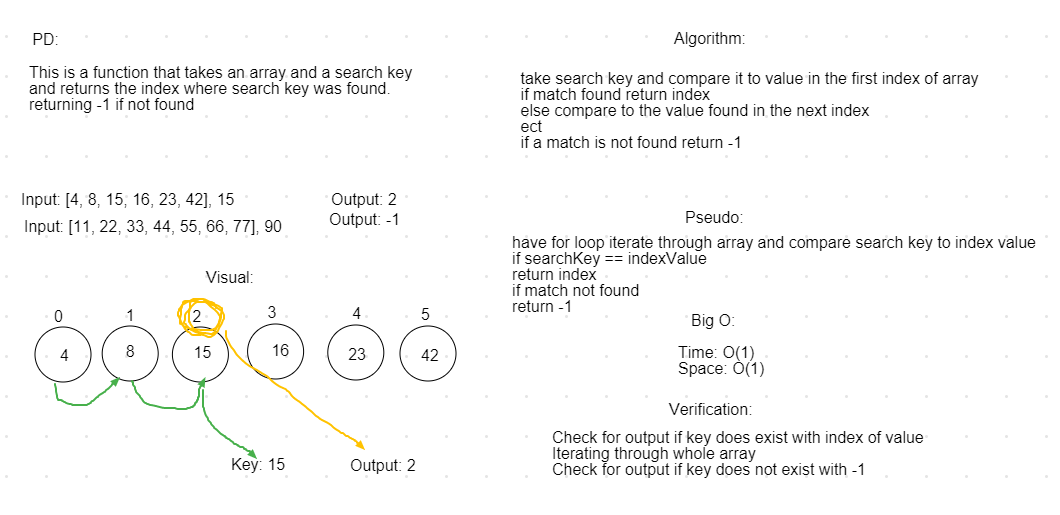 PD:
This is a function that takes an array and a search key
and returns the index where search key was found.
returning -1 if not found
Input: [4, 8, 15, 16, 23, 42], 15
Output: 2
Input: [11, 22, 33, 44, 55, 66, 77], 90
Output: -1
Visual:
0 1 2 3 4 5
4 8 15 16 23 42
Key: 15
Output: 2
Algorithm:
take search key and compare it to value in the first index of array
if match found return index
else compare to the value found in the next index
ect
if a match is not found return -1
Pseudo:
have for loop iterate through array and compare search key to index value
if searchKey == indexValue
return index
if match not found
return -1
Big O:
Time: O(1)
Space: O(1)
Verification:
Check for output if key does exist with index of value
Iterating through whole array
Check for output if key does not exist with -1